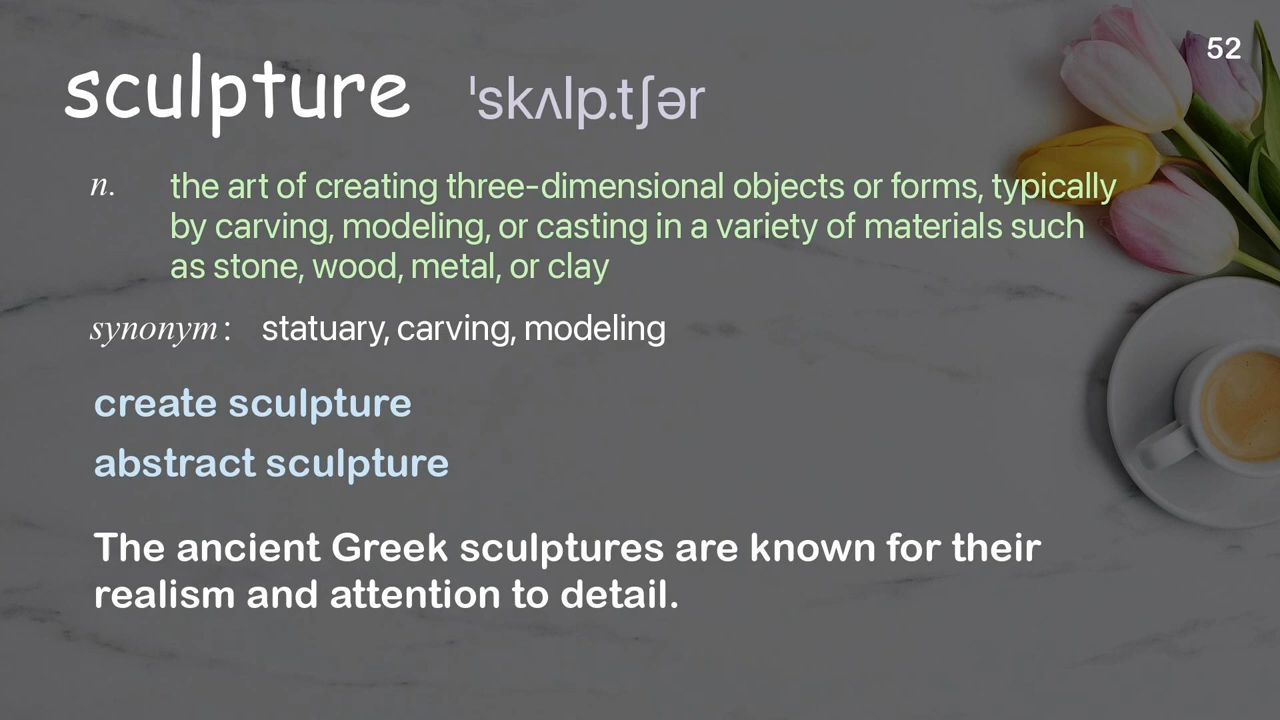 52
sculpture ˈskʌlp.tʃər
n. the art of creating three-dimensional objects or forms, typically
by carving, modeling, or casting in a variety of materials such
as stone, wood, metal, or clay
synonym: statuary, carving, modeling
create sculpture
abstract sculpture
The ancient Greek sculptures are known for their
realism and attention to detail.